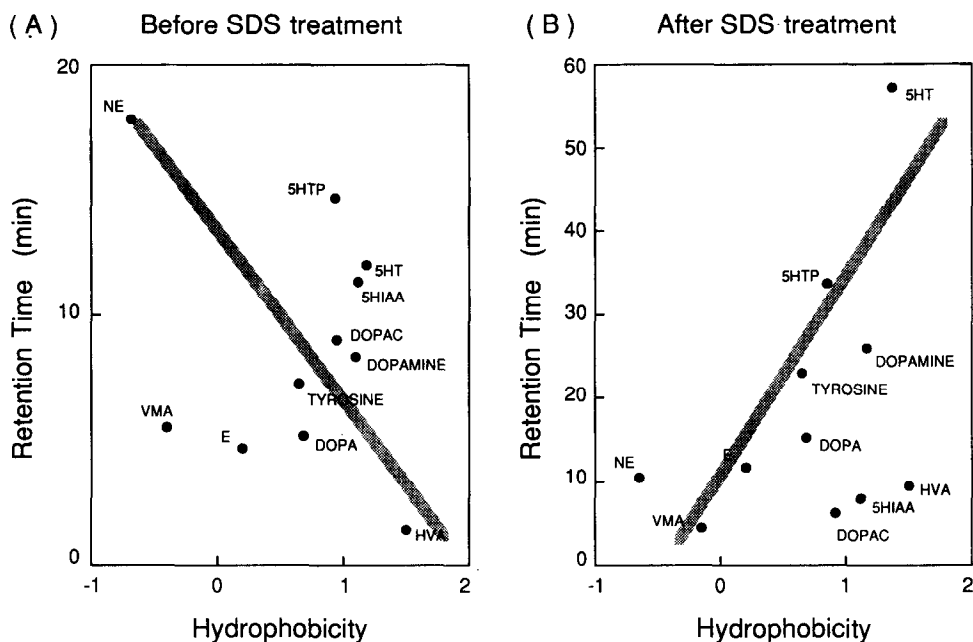 (A) Before SDS treatment
20
10
0
-1 0 1 2
Retention Time (min)
Hydrophobicity
NE
5HTP
5HT
5HIAA
DOPAC
DOPAMINE
TYROSINE
VMA
E
DOPA
HVA
(B) After SDS treatment
60
50
40
30
20
10
0
-1 0 1 2
Retention Time (min)
Hydrophobicity
5HT
5HTP
DOPAMINE
TYROSINE
DOPA
E
NE
HVA
5HIAA
VMA
DOPAC